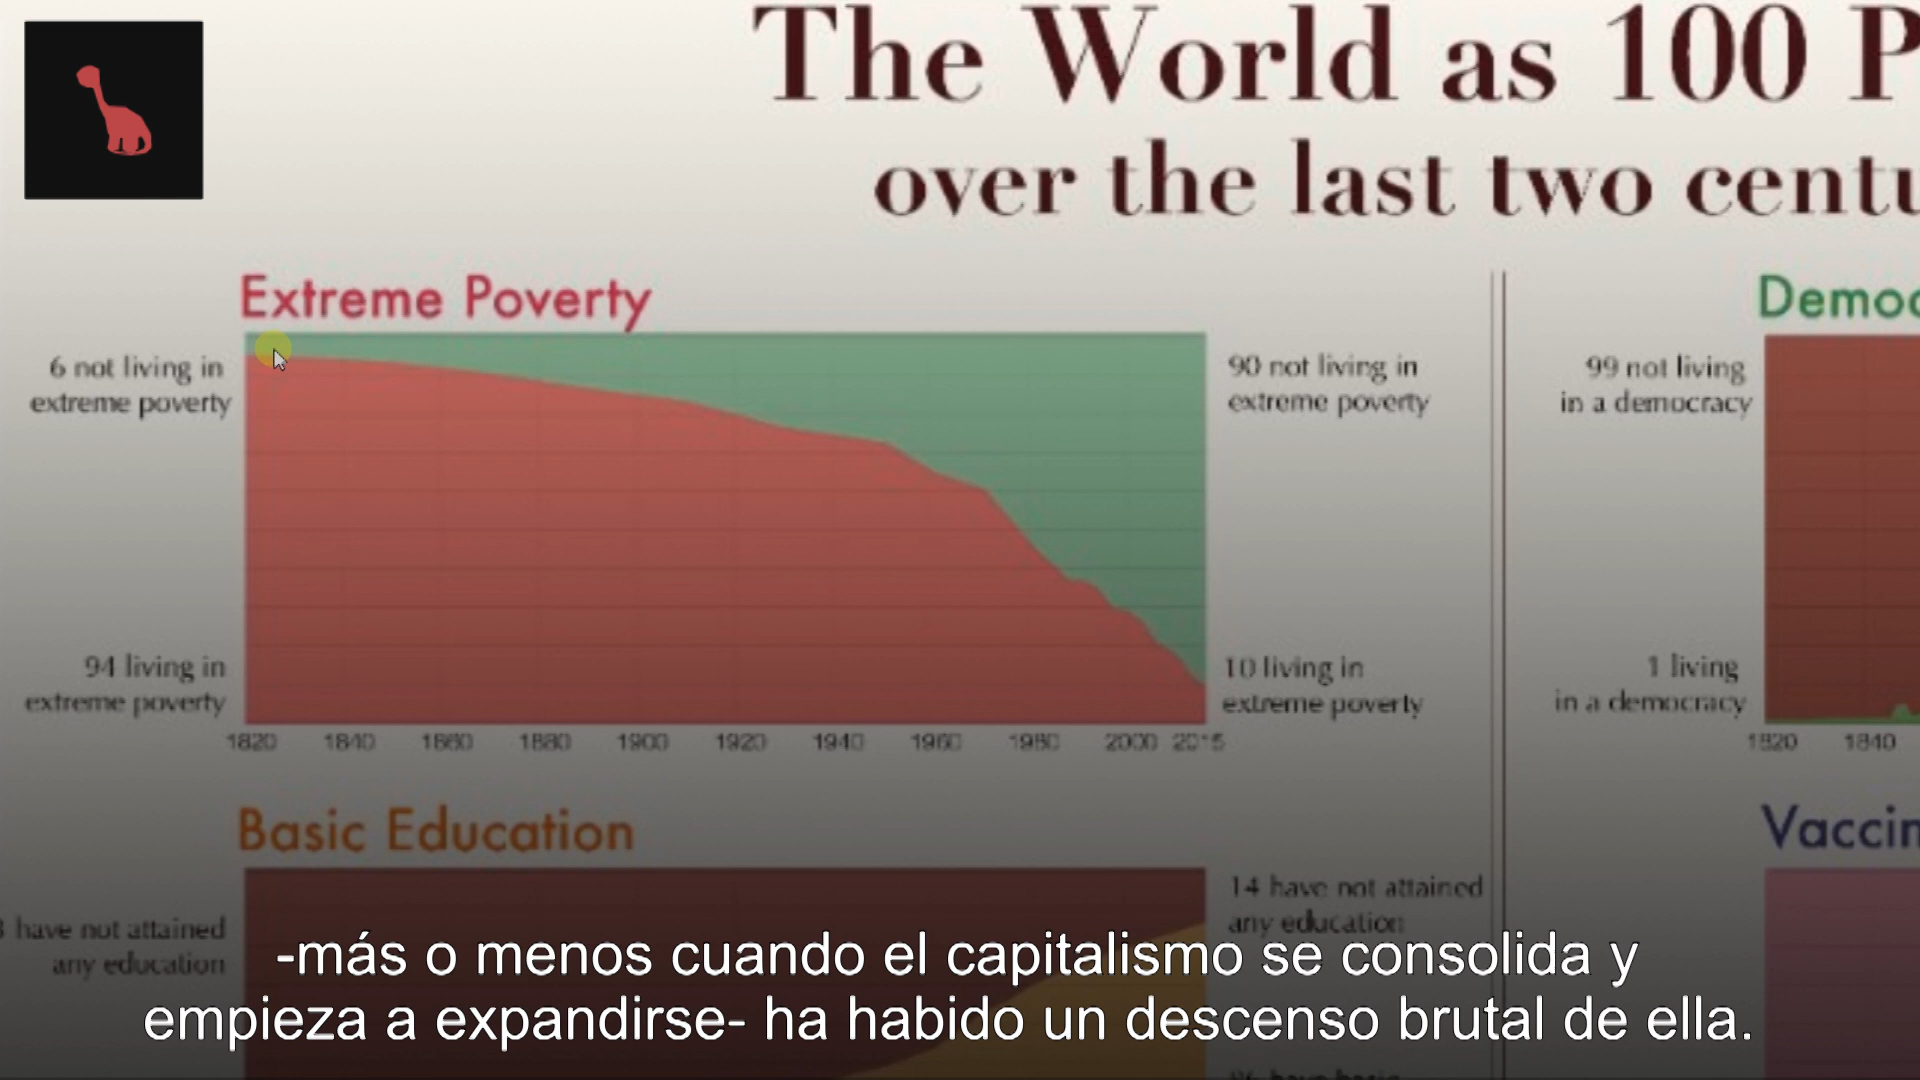 The World as 100 P
over the last two centu
Extreme Poverty
6 not living in
extreme poverty
94 living in
extreme poverty
90 not living in
extreme poverty
10 living in
extreme poverty
1820 1840 1860 1880 1900 1920 1940 1960 1980 2000 2015
Democ
99 not living
in a democracy
1 living
in a democracy
1820 1840
Basic Education
have not attained
any education
14 have not attained
any education
Vaccin
-más o menos cuando el capitalismo se consolida y
empieza a expandirse- ha habido un descenso brutal de ella.